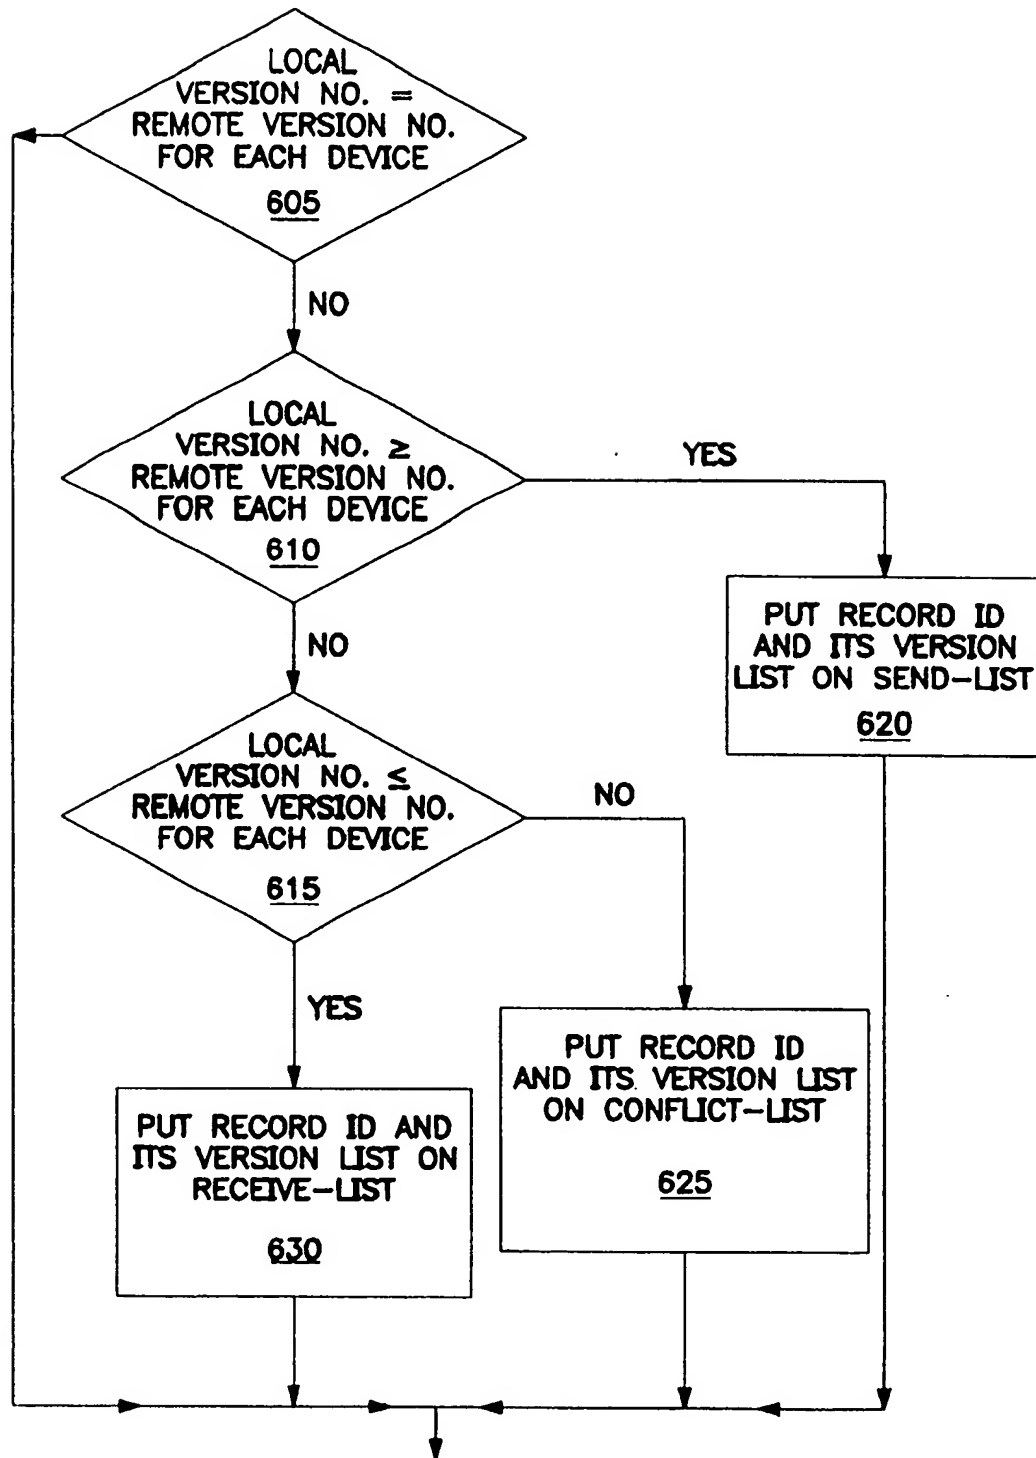 LOCAL
VERSION NO. =
REMOTE VERSION NO.
FOR EACH DEVICE
605
NO
LOCAL
VERSION NO. ≥
REMOTE VERSION NO.
FOR EACH DEVICE
610
YES
NO
PUT RECORD ID
AND ITS VERSION
LIST ON SEND-LIST
620
LOCAL
VERSION NO. ≤
REMOTE VERSION NO.
FOR EACH DEVICE
615
NO
YES
PUT RECORD ID
AND ITS VERSION LIST
ON CONFLICT-LIST
625
PUT RECORD ID AND
ITS VERSION LIST ON
RECEIVE-LIST
630